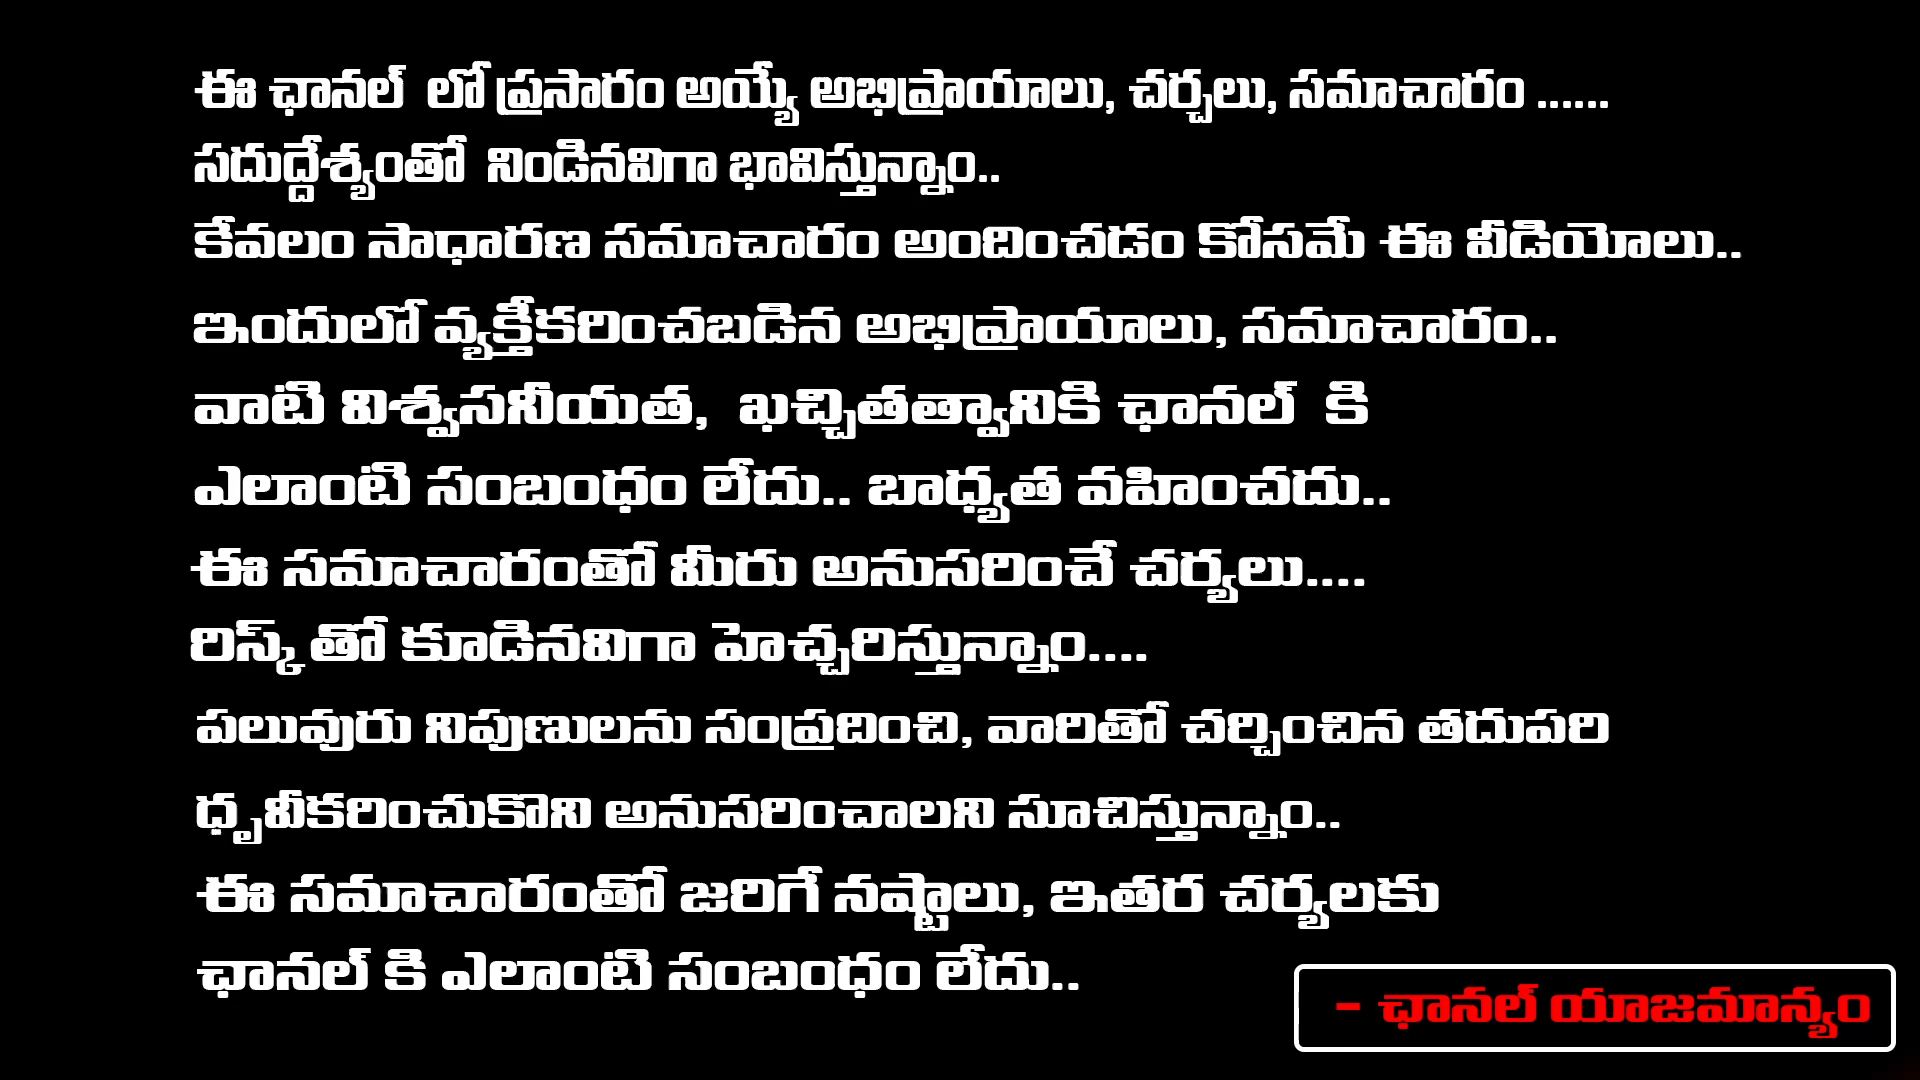 ఈ ఛానల్ లో ప్రసారం అయ్యే అభిప్రాయాలు, చర్చలు, సమాచారం ......
సదుద్దేశ్యంతో నిండినవిగా భావిస్తున్నాం..
కేవలం సాధారణ సమాచారం అందించడం కోసమే ఈ వీడియోలు..
ఇందులో వ్యక్తీకరించబడిన అభిప్రాయాలు, సమాచారం..
వాటి విశ్వసనీయత, ఖచ్చితత్వానికి ఛానల్ కి
ఎలాంటి సంబంధం లేదు.. బాధ్యత వహించదు..
ఈ సమాచారంతో మీరు అనుసరించే చర్యలు....
రిస్క్ తో కూడినవిగా హెచ్చరిస్తున్నాం....
పలువురు నిపుణులను సంప్రదించి, వారితో చర్చించిన తదుపరి
ధృవీకరించుకొని అనుసరించాలని సూచిస్తున్నాం..
ఈ సమాచారంతో జరిగే నష్టాలు, ఇతర చర్యలకు
ఛానల్ కి ఎలాంటి సంబంధం లేదు..
- ఛానల్ యాజమాన్యం